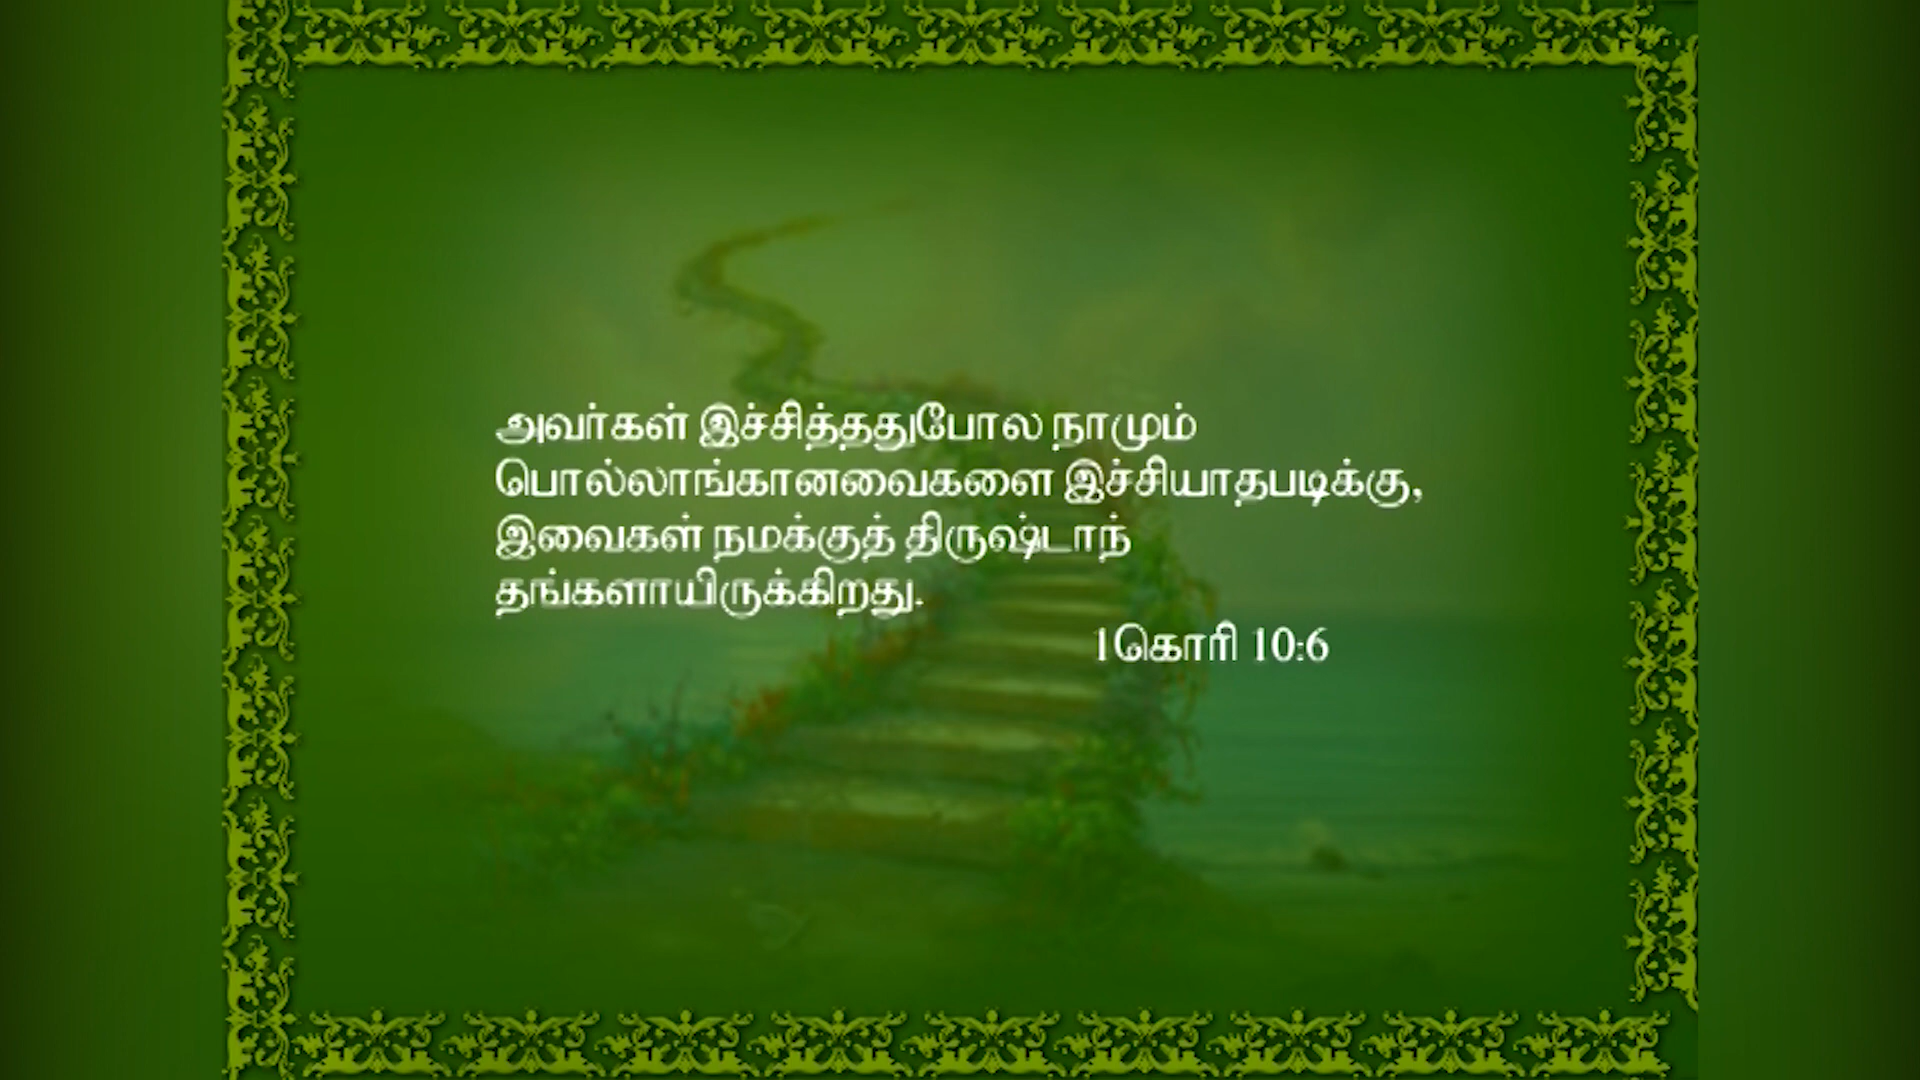 அவர்கள் இச்சித்ததுபோல நாமும்
பொல்லாங்கானவைகளை இச்சியாதபடிக்கு,
இவைகள் நமக்குத் திருஷ்டாந்
தங்களாயிருக்கிறது.
1கொரி 10:6